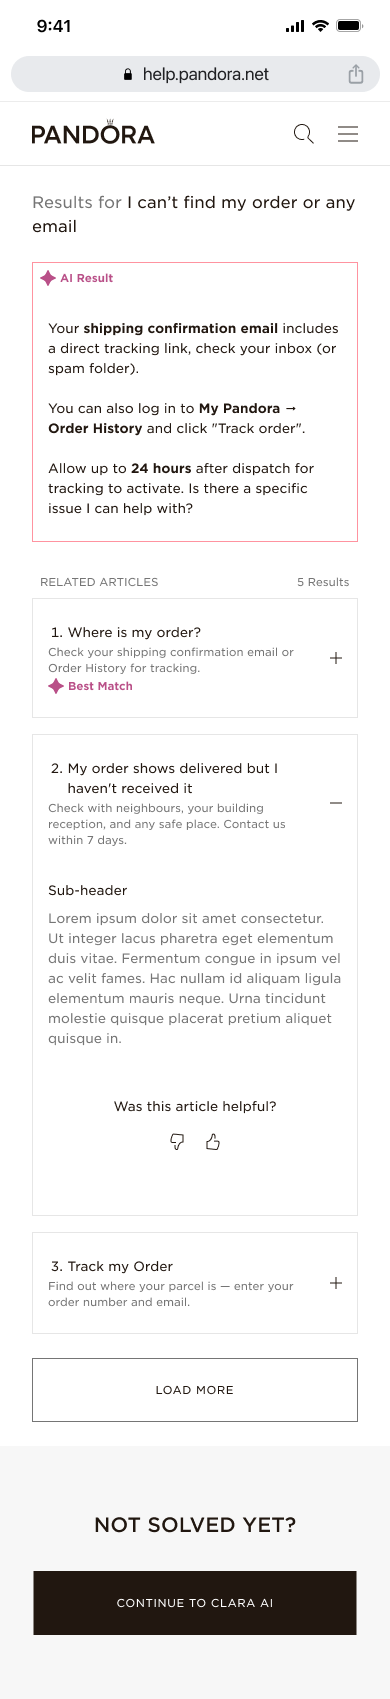 9:41
help.pandora.net
PANDORA
Results for I can’t find my order or any
email
AI Result
Your shipping confirmation email includes
a direct tracking link, check your inbox (or
spam folder).
You can also log in to My Pandora →
Order History and click "Track order".
Allow up to 24 hours after dispatch for
tracking to activate. Is there a specific
issue I can help with?
RELATED ARTICLES 5 Results
1. Where is my order?
Check your shipping confirmation email or
Order History for tracking.
Best Match
2. My order shows delivered but I
haven't received it
Check with neighbours, your building
reception, and any safe place. Contact us
within 7 days.
Sub-header
Lorem ipsum dolor sit amet consectetur.
Ut integer lacus pharetra eget elementum
duis vitae. Fermentum congue in ipsum vel
ac velit fames. Hac nullam id aliquam ligula
elementum mauris neque. Urna tincidunt
molestie quisque placerat pretium aliquet
quisque in.
Was this article helpful?
3. Track my Order
Find out where your parcel is — enter your
order number and email.
LOAD MORE
NOT SOLVED YET?
CONTINUE TO CLARA AI